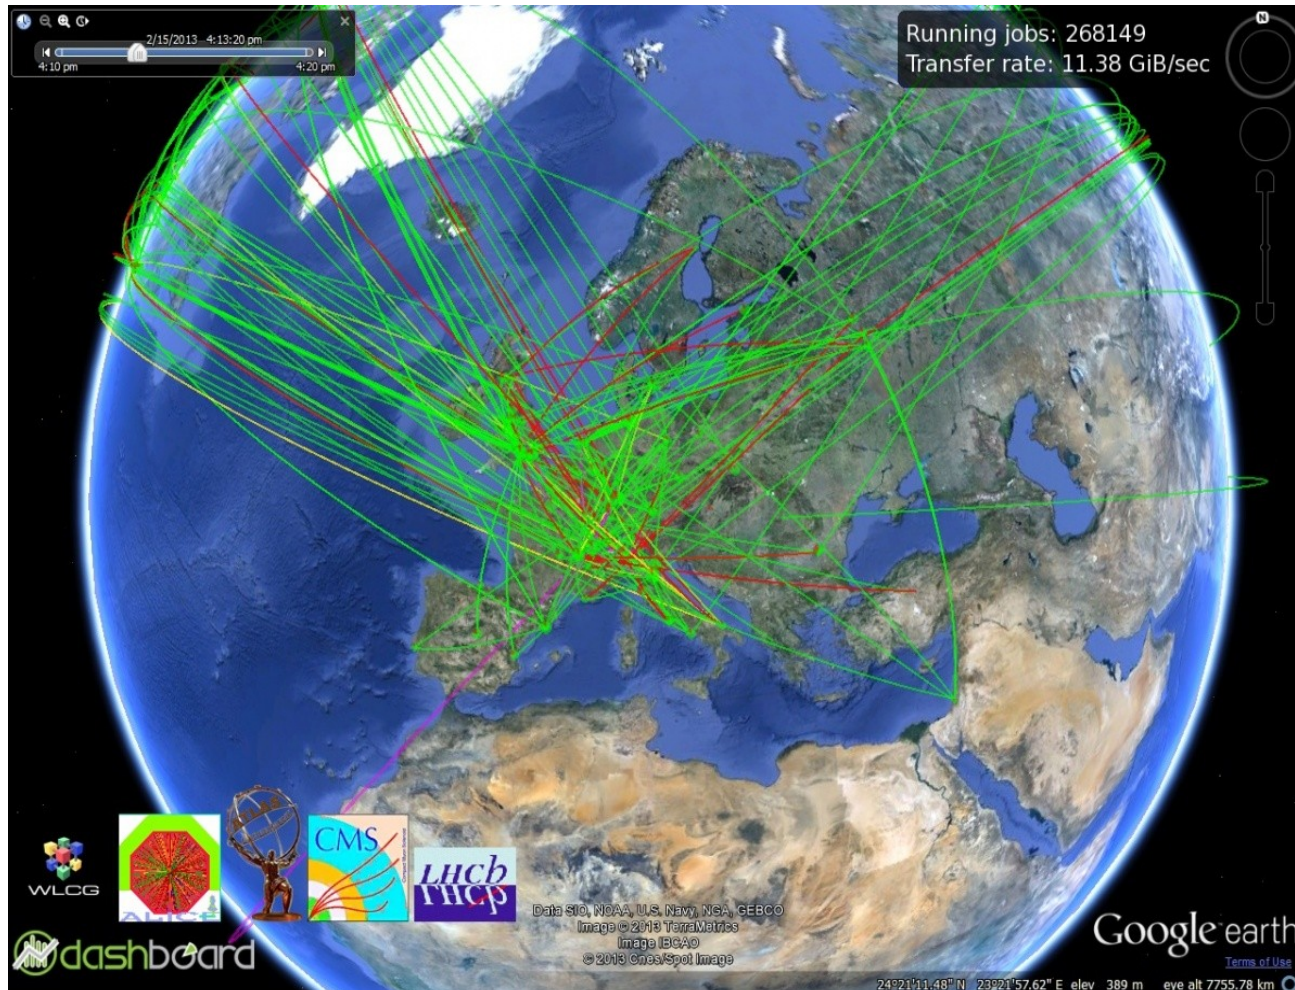 2/15/2013 4:13:20 pm
4:10 pm
4:20 pm
Running jobs: 268149
Transfer rate: 11.38 GiB/sec
N
WLCG
ALICE
CMS
LHCb
LHCb
dashboard
Data SIO, NOAA, U.S. Navy, NGA, GEBCO
Image © 2013 TerraMetrics
Image IBCAO
© 2013 Cnes/Spot Image
Google earth
Terms of Use
24°21'11.48" N 23°21'57.62" E elev 389 m eye alt 7755.78 km